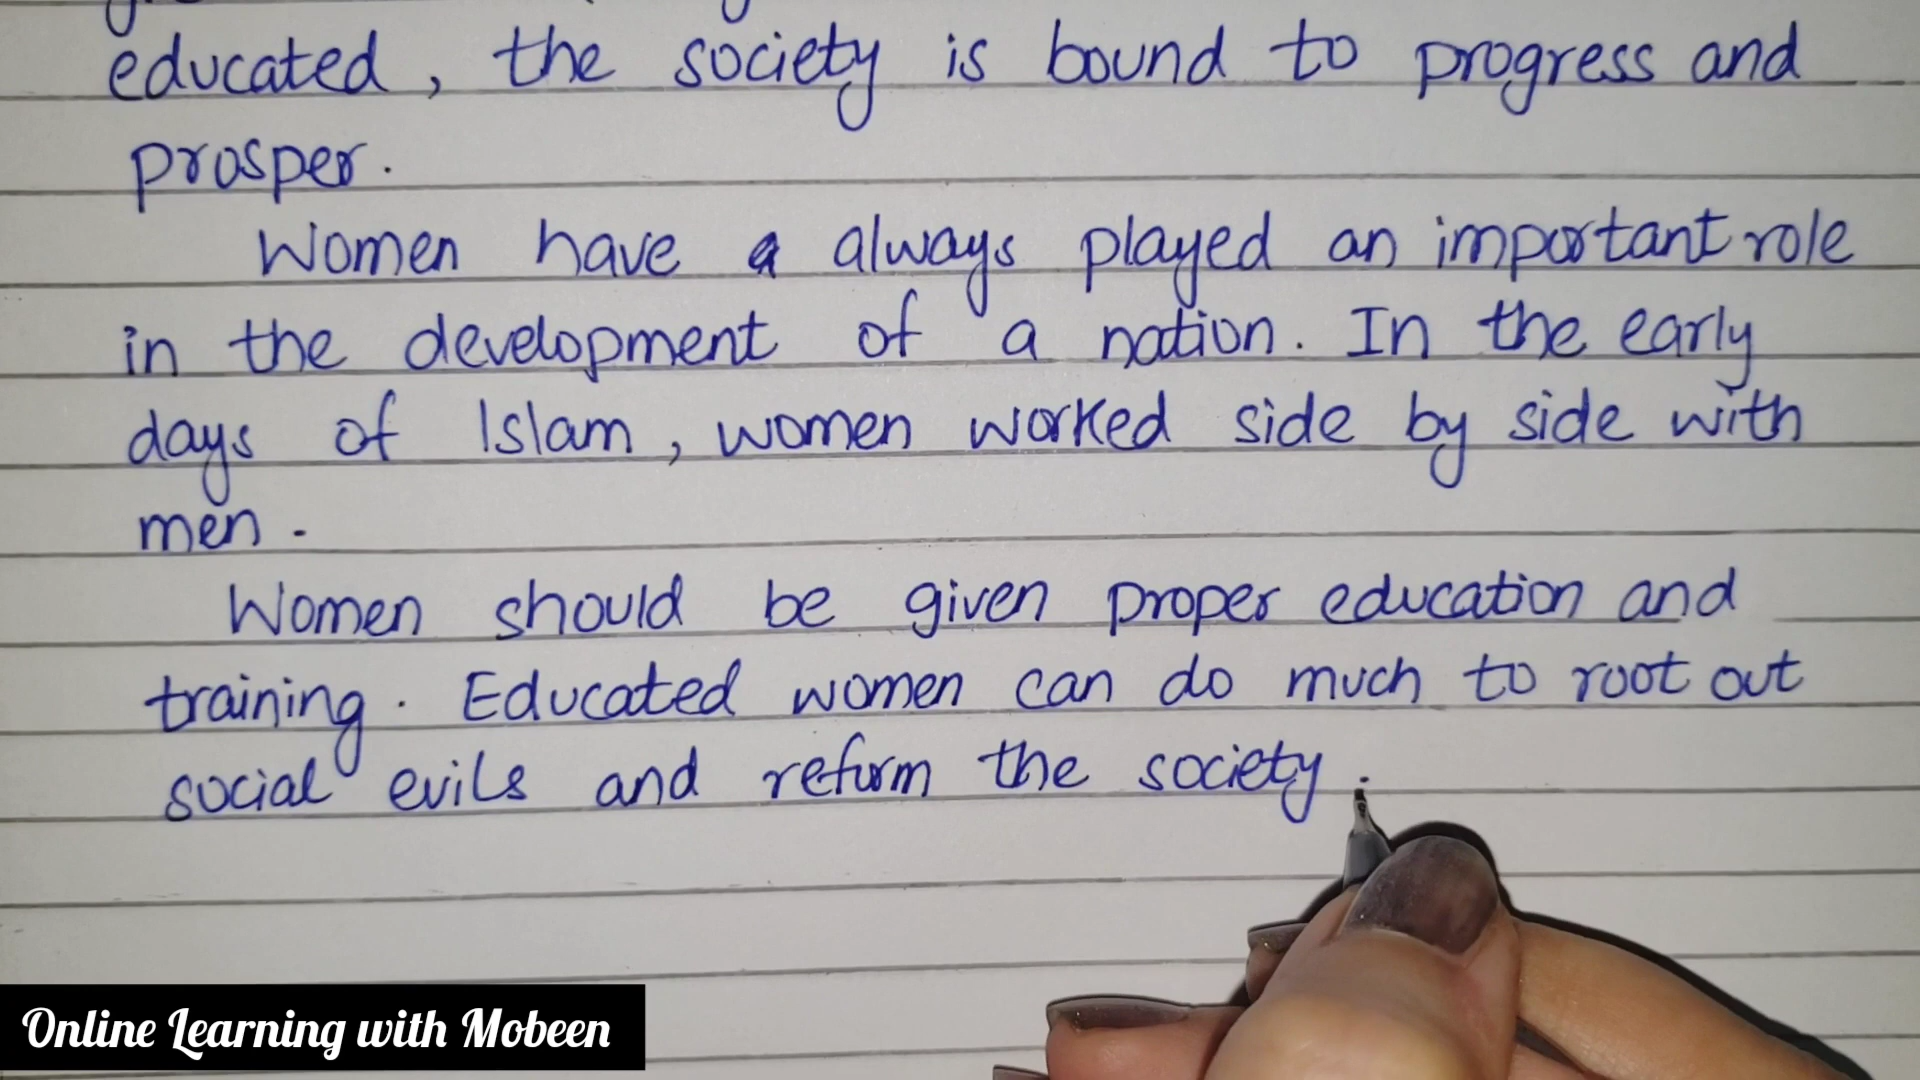 educated, the society is bound to progress and
prosper.
Women have a always played an important role
in the development of a nation. In the early
days of Islam, women worked side by side with
men.
Women should be given proper education and
training. Educated women can do much to root out
social evils and reform the society.
Online Learning with Mobeen